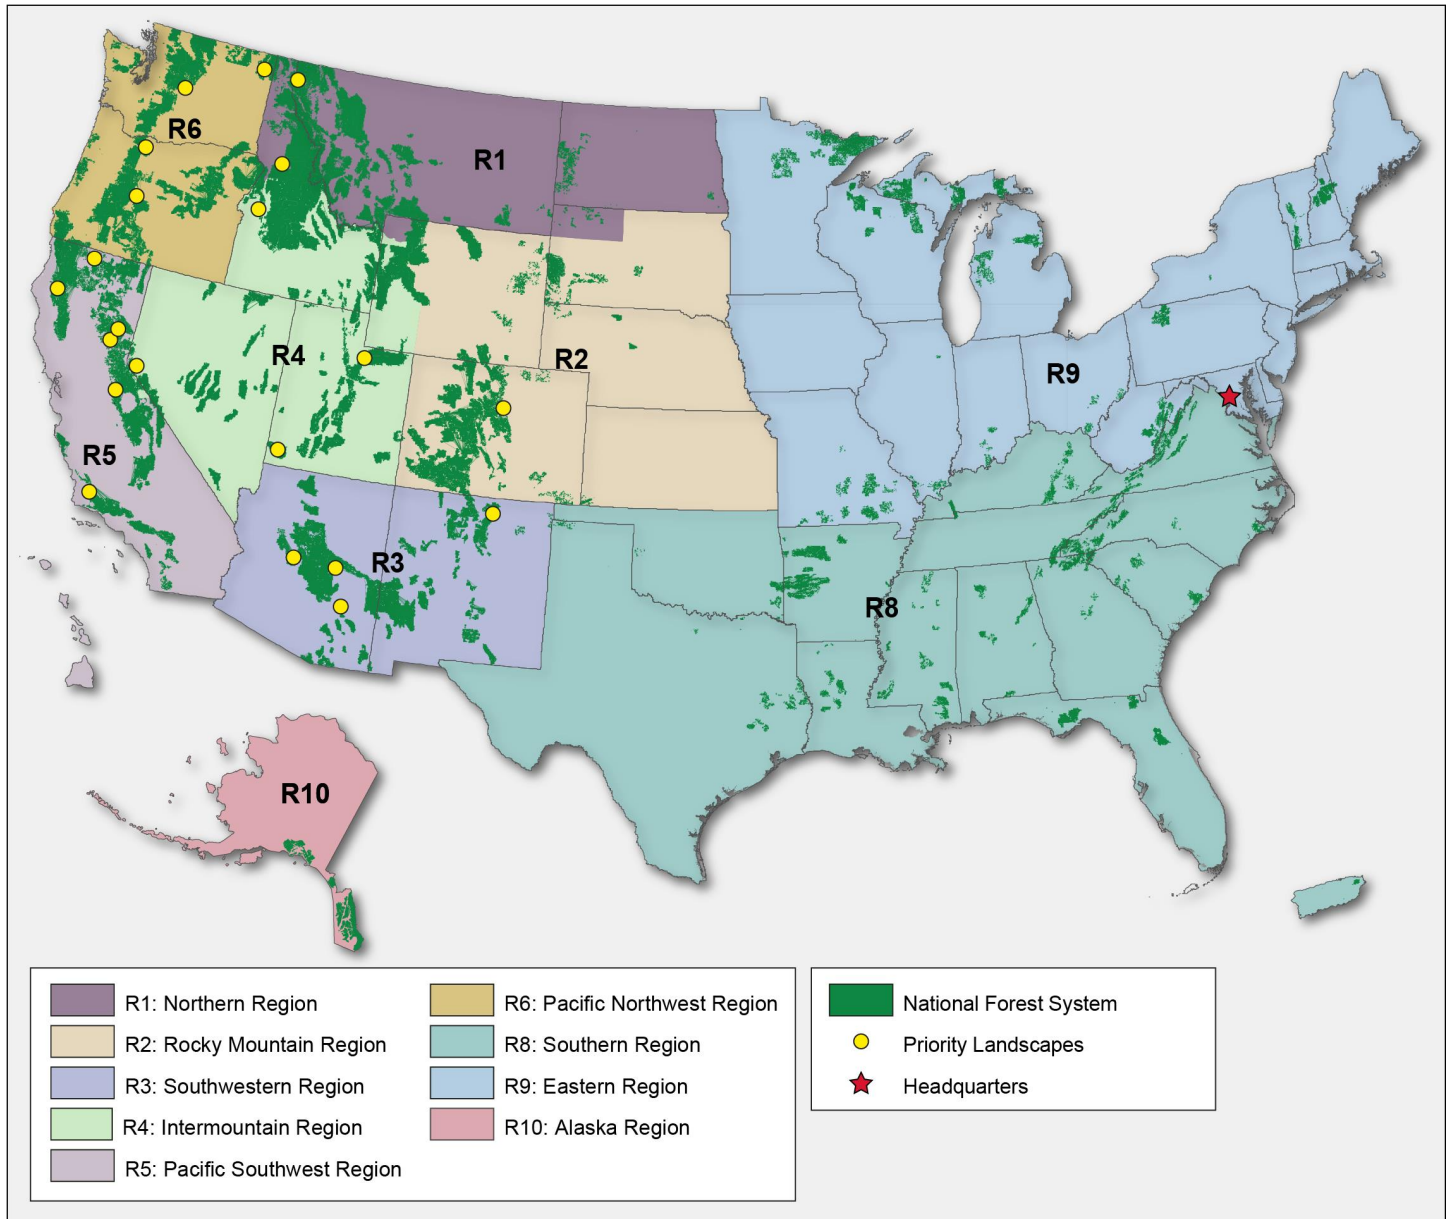 R6
R1
R4
R2
R9
R5
R3
R8
R10
R1: Northern Region
R2: Rocky Mountain Region
R3: Southwestern Region
R4: Intermountain Region
R5: Pacific Southwest Region
R6: Pacific Northwest Region
R8: Southern Region
R9: Eastern Region
R10: Alaska Region
National Forest System
Priority Landscapes
Headquarters